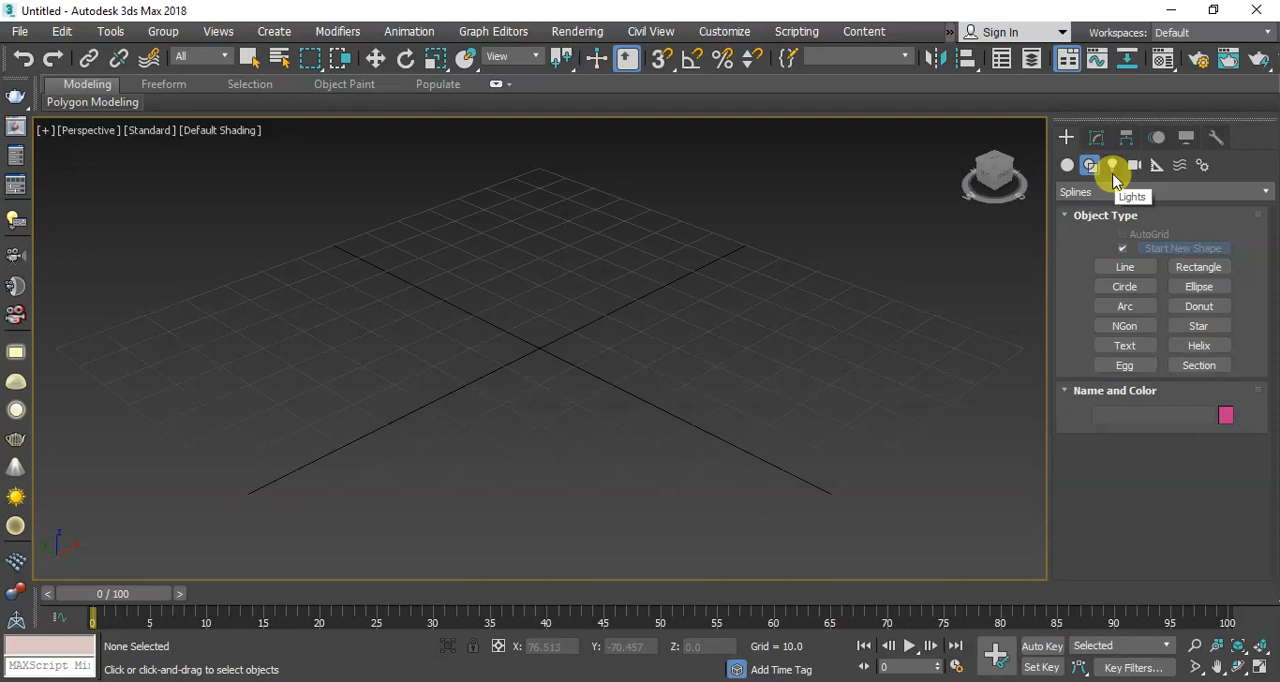 Untitled - Autodesk 3ds Max 2018
File Edit Tools Group Views Create Modifiers Animation Graph Editors Rendering Civil View Customize Scripting Content » Sign In Workspaces: Default
All View
Modeling Freeform Selection Object Paint Populate
Polygon Modeling
[+] [Perspective] [Standard] [Default Shading]
Splines
Lights
Object Type
AutoGrid
Start New Shape
Line Rectangle
Circle Ellipse
Arc Donut
NGon Star
Text Helix
Egg Section
Name and Color
z
x
< 0 / 100 >
0 5 10 15 20 25 30 35 40 45 50 55 60 65 70 75 80 85 90 95 100
None Selected X: 76.513 Y: -70.457 Z: 0.0 Grid = 10.0 Auto Key Selected
MAXScript Mi: Click or click-and-drag to select objects Add Time Tag 0 Set Key Key Filters...